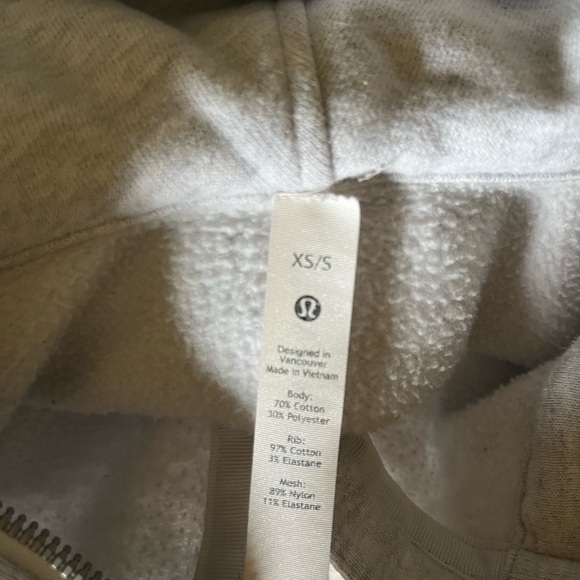 XS/S
Designed in
Vancouver
Made in Vietnam
Body:
70% Cotton
30% Polyester
Rib:
97% Cotton
3% Elastane
Mesh:
89% Nylon
11% Elastane